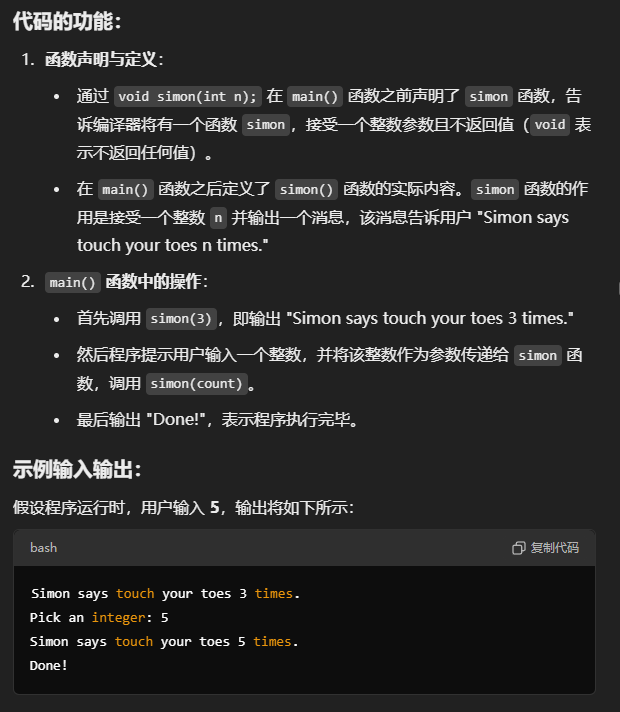 代码的功能：
1. 函数声明与定义：
• 通过 void simon(int n); 在 main() 函数之前声明了 simon 函数，告
诉编译器将有一个函数 simon，接受一个整数参数且不返回值（void 表
示不返回任何值）。
• 在 main() 函数之后定义了 simon() 函数的实际内容。simon 函数的作
用是接受一个整数 n 并输出一个消息，该消息告诉用户 "Simon says
touch your toes n times."
2. main() 函数中的操作：
• 首先调用 simon(3)，即输出 "Simon says touch your toes 3 times."
• 然后程序提示用户输入一个整数，并将该整数作为参数传递给 simon 函
数，调用 simon(count)。
• 最后输出 "Done!"，表示程序执行完毕。
示例输入输出：
假设程序运行时，用户输入 5，输出将如下所示：
bash 复制代码
Simon says touch your toes 3 times.
Pick an integer: 5
Simon says touch your toes 5 times.
Done!